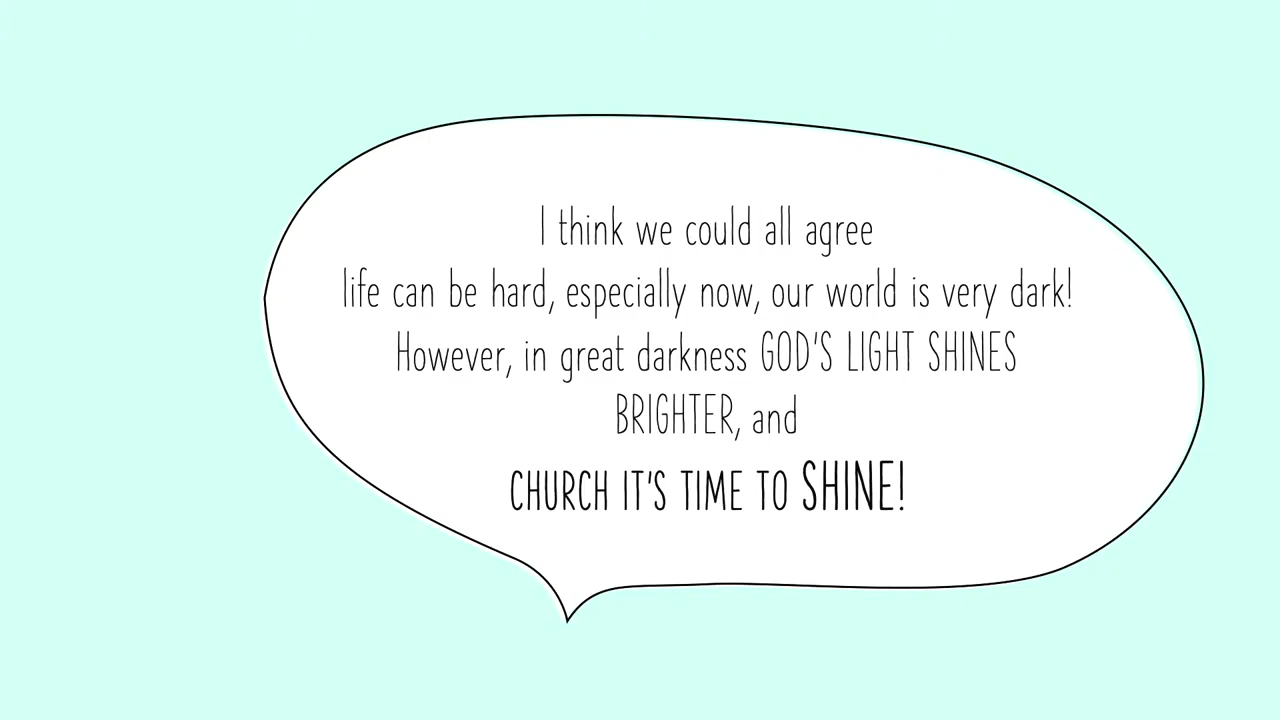 I think we could all agree
life can be hard, especially now, our world is very dark!
However, in great darkness GOD'S LIGHT SHINES
BRIGHTER, and
CHURCH IT'S TIME TO SHINE!